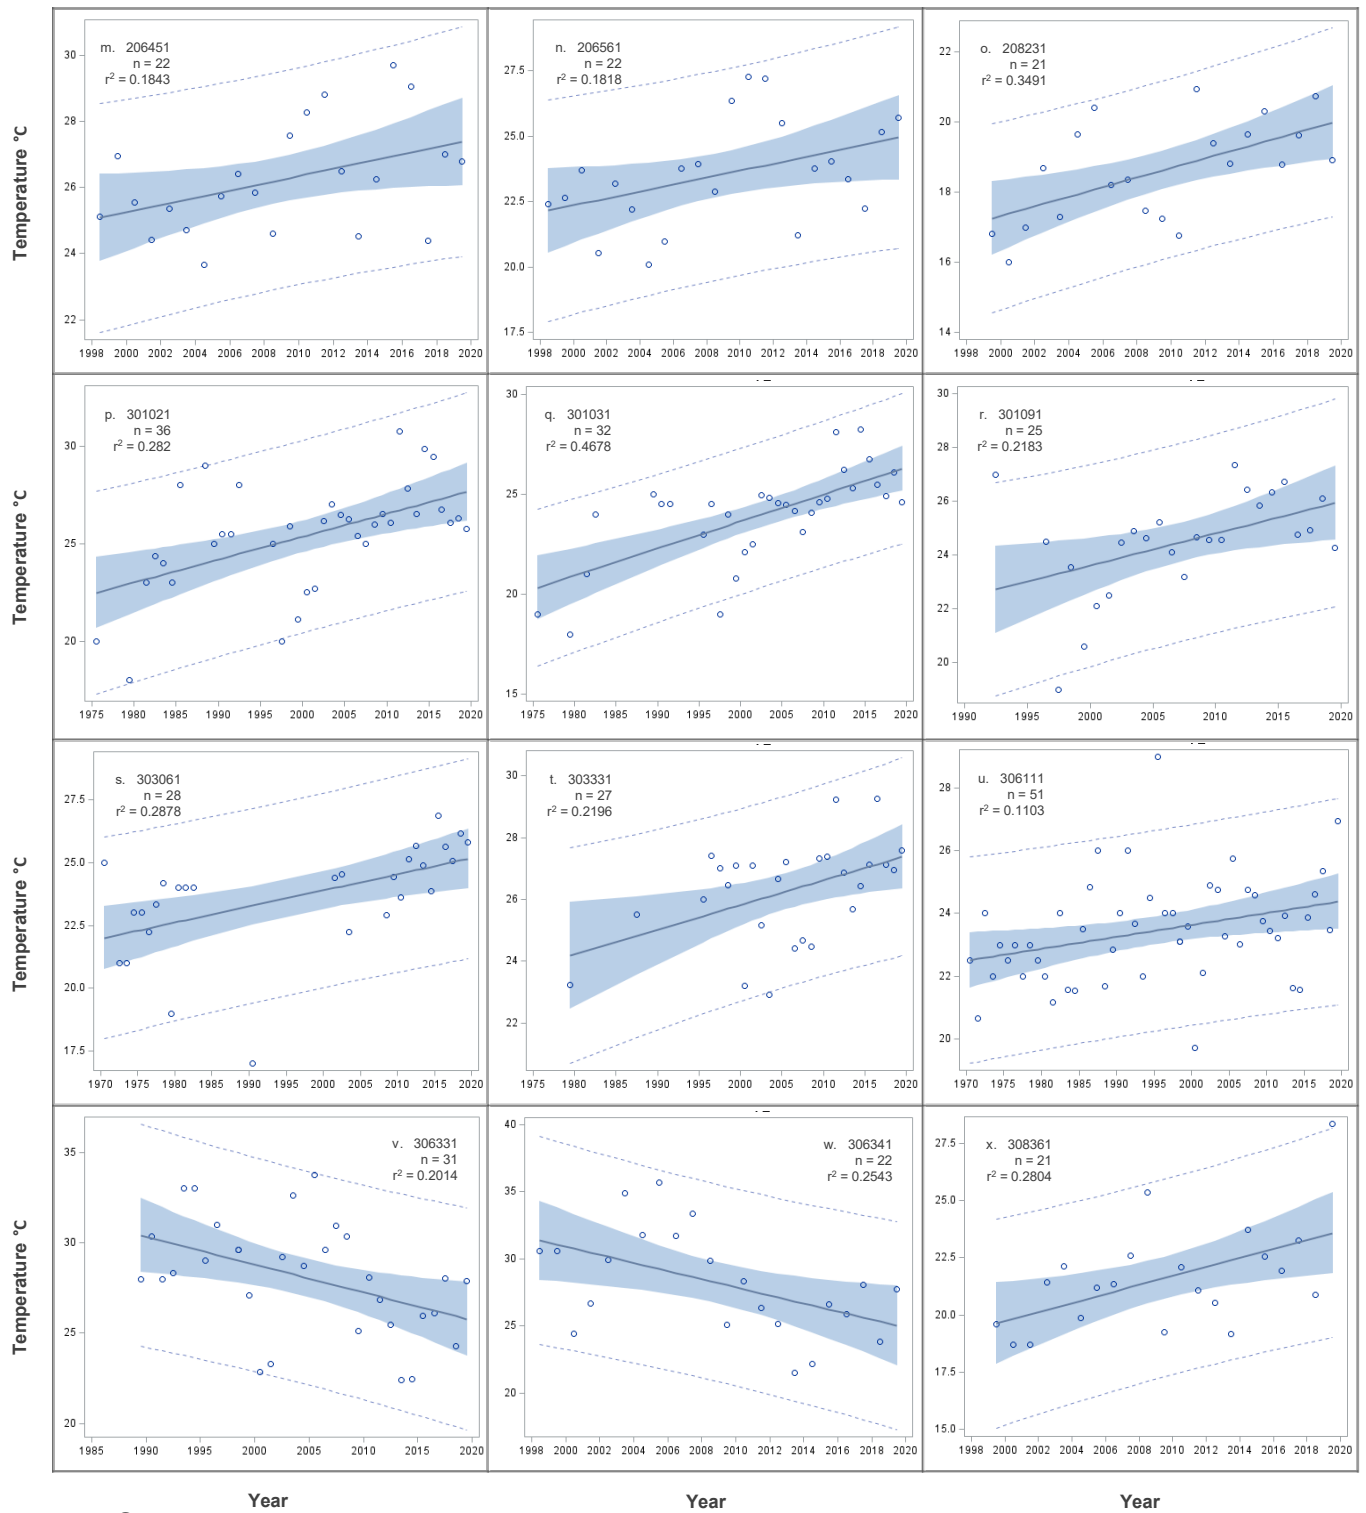 m. 206451
n = 22
r² = 0.1843
30
28
26
24
22
1998 2000 2002 2004 2006 2008 2010 2012 2014 2016 2018 2020
n. 206561
n = 22
r² = 0.1818
27.5
25.0
22.5
20.0
17.5
1998 2000 2002 2004 2006 2008 2010 2012 2014 2016 2018 2020
o. 208231
n = 21
r² = 0.3491
22
20
18
16
14
1998 2000 2002 2004 2006 2008 2010 2012 2014 2016 2018 2020
Temperature °C
p. 301021
n = 36
r² = 0.282
30
25
20
1975 1980 1985 1990 1995 2000 2005 2010 2015 2020
q. 301031
n = 32
r² = 0.4678
30
25
20
15
1975 1980 1985 1990 1995 2000 2005 2010 2015 2020
r. 301091
n = 25
r² = 0.2183
30
28
26
24
22
20
1990 1995 2000 2005 2010 2015 2020
Temperature °C
s. 303061
n = 28
r² = 0.2878
27.5
25.0
22.5
20.0
17.5
1970 1975 1980 1985 1990 1995 2000 2005 2010 2015 2020
t. 303331
n = 27
r² = 0.2196
30
28
26
24
22
1975 1980 1985 1990 1995 2000 2005 2010 2015 2020
u. 306111
n = 51
r² = 0.1103
28
26
24
22
20
1970 1975 1980 1985 1990 1995 2000 2005 2010 2015 2020
Temperature °C
v. 306331
n = 31
r² = 0.2014
35
30
25
20
1985 1990 1995 2000 2005 2010 2015 2020
w. 306341
n = 22
r² = 0.2543
40
35
30
25
20
1998 2000 2002 2004 2006 2008 2010 2012 2014 2016 2018 2020
x. 308361
n = 21
r² = 0.2804
27.5
25.0
22.5
20.0
17.5
15.0
1998 2000 2002 2004 2006 2008 2010 2012 2014 2016 2018 2020
Temperature °C
Year
Year
Year